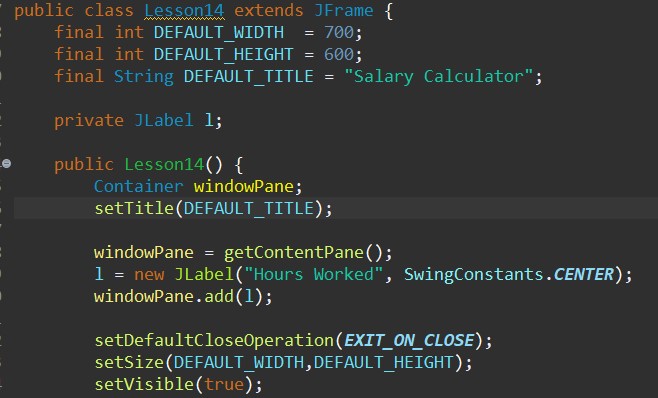 public class Lesson14 extends JFrame {
final int DEFAULT_WIDTH  = 700;
final int DEFAULT_HEIGHT = 600;
final String DEFAULT_TITLE = "Salary Calculator";
private JLabel l;
public Lesson14() {
Container windowPane;
setTitle(DEFAULT_TITLE);
windowPane = getContentPane();
l = new JLabel("Hours Worked", SwingConstants.CENTER);
windowPane.add(l);
setDefaultCloseOperation(EXIT_ON_CLOSE);
setSize(DEFAULT_WIDTH,DEFAULT_HEIGHT);
setVisible(true);